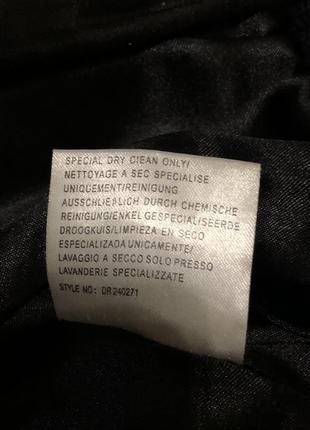 SPECIAL DRY CLEAN ONLY/
NETTOYAGE A SEC SPECIALISE
UNIQUEMENT/REINIGUNG
AUSSCHLIEßLICH DURCH CHEMISCHE
REINIGUNG/ENKEL GESPECIALISEERDE
DROOGKUIS/LIMPIEZA EN SECO
ESPECIALIZADA UNICAMENTE/
LAVAGGIO A SECCO SOLO PRESSO
LAVANDERIE SPECIALIZZATE
STYLE NO: DR240271